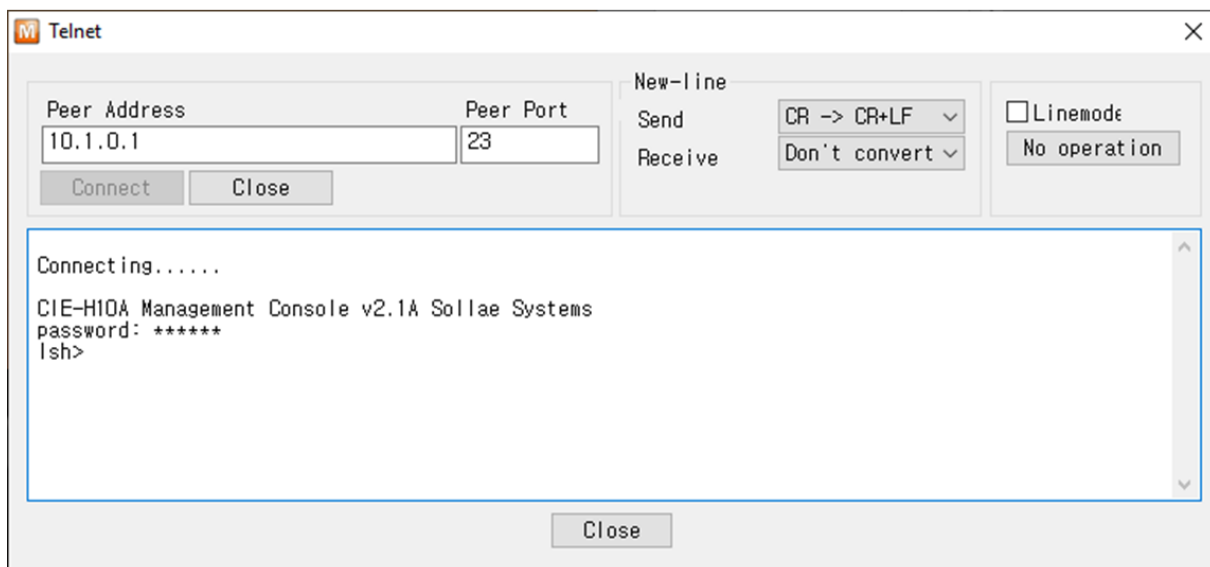 M Telnet
Peer Address Peer Port
10.1.0.1 23
Connect Close
New-line
Send CR -> CR+LF
Receive Don't convert
Linemode
No operation
Connecting......
CIE-H10A Management Console v2.1A Sollae Systems
password: ******
lsh>
Close